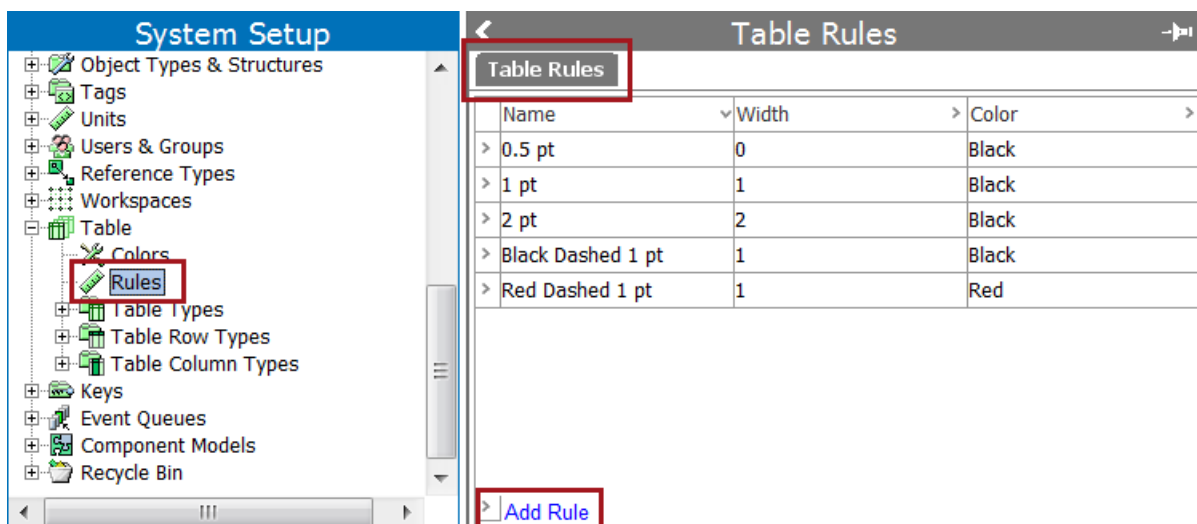 System Setup
Object Types & Structures
Tags
Units
Users & Groups
Reference Types
Workspaces
Table
Colors
Rules
Table Types
Table Row Types
Table Column Types
Keys
Event Queues
Component Models
Recycle Bin
Table Rules
Table Rules
Name Width Color
0.5 pt 0 Black
1 pt 1 Black
2 pt 2 Black
Black Dashed 1 pt 1 Black
Red Dashed 1 pt 1 Red
Add Rule